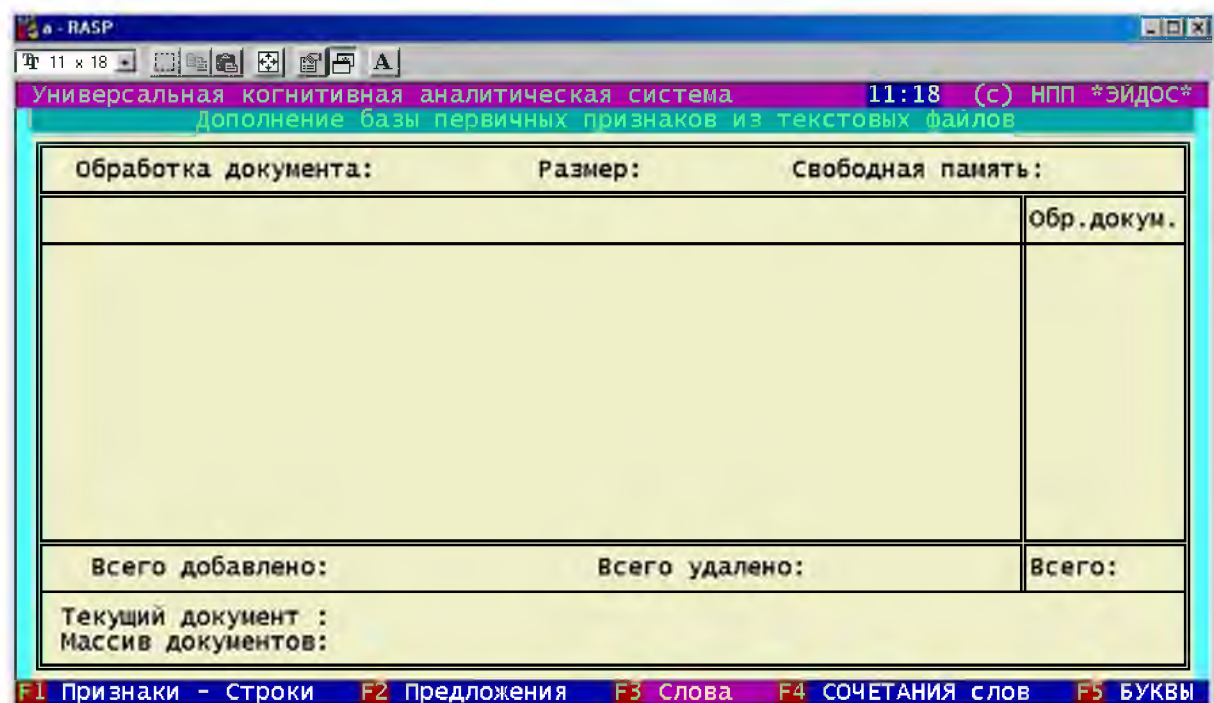 a - RASP
11 x 18 A
Универсальная когнитивная аналитическая система 11:18 (С) НПП *ЭЙДОС*
Дополнение базы первичных признаков из текстовых файлов
Обработка документа: Размер: Свободная память:
Обр.докум.
Всего добавлено: Всего удалено: Всего:
Текущий документ :
Массив документов:
F1 Признаки - Строки F2 Предложения F3 Слова F4 СОЧЕТАНИЯ слов F5 БУКВЫ